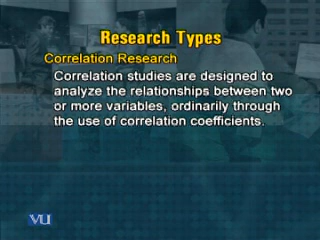 Research Types
Correlation Research
Correlation studies are designed to
analyze the relationships between two
or more variables, ordinarily through
the use of correlation coefficients.
VU